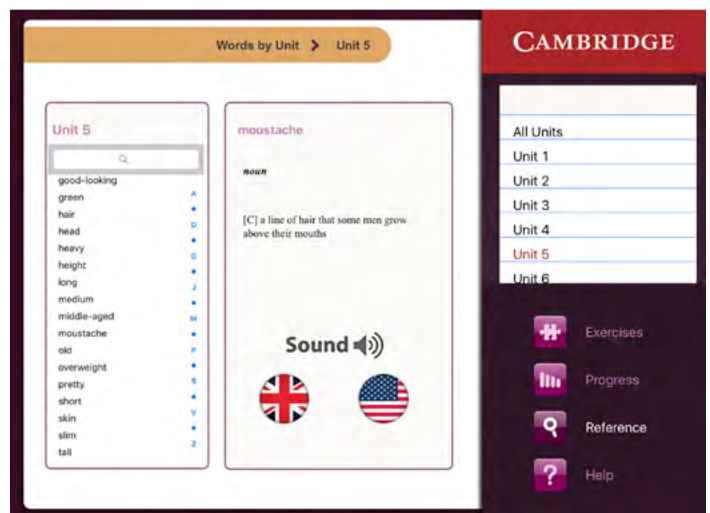 Words by Unit > Unit 5
CAMBRIDGE
Unit 5
good-looking
green
hair
head
heavy
height
long
medium
middle-aged
moustache
old
overweight
pretty
short
skin
slim
tall
A
D
G
J
M
P
S
V
Z
moustache
noun
[C] a line of hair that some men grow
above their mouths
Sound
All Units
Unit 1
Unit 2
Unit 3
Unit 4
Unit 5
Unit 6
Exercises
Progress
Reference
? Help